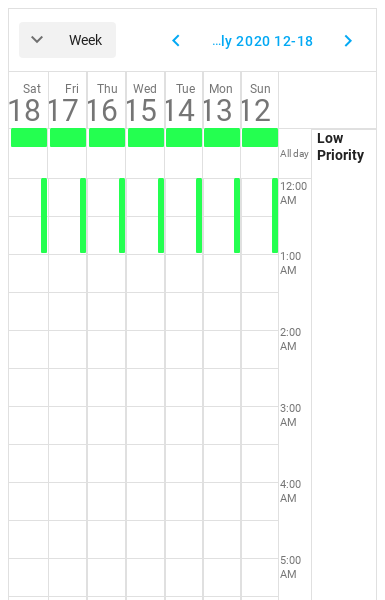 Week
...ly 2020 12-18
Sat Fri Thu Wed Tue Mon Sun
18 17 16 15 14 13 12
All day
Low
Priority
12:00
AM
1:00
AM
2:00
AM
3:00
AM
4:00
AM
5:00
AM